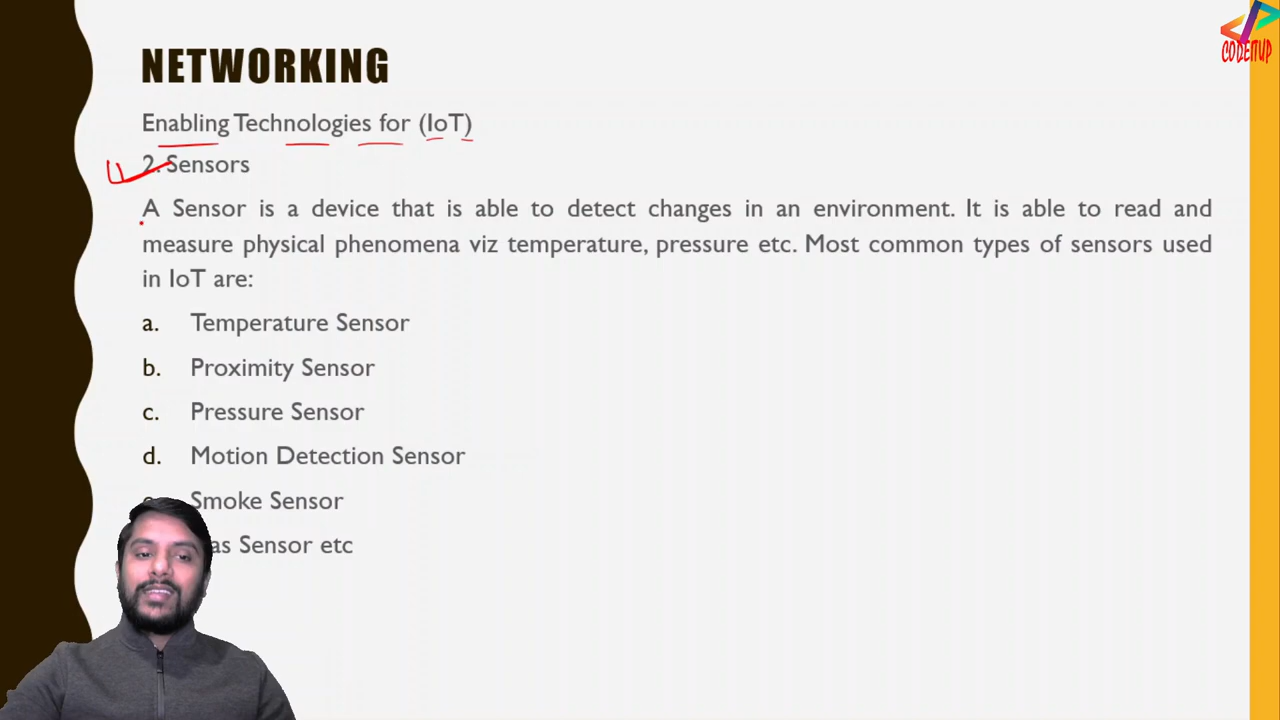 CODEITUP
NETWORKING
Enabling Technologies for (IoT)
2. Sensors
A Sensor is a device that is able to detect changes in an environment. It is able to read and
measure physical phenomena viz temperature, pressure etc. Most common types of sensors used
in IoT are:
a. Temperature Sensor
b. Proximity Sensor
c. Pressure Sensor
d. Motion Detection Sensor
Smoke Sensor
Sensor etc